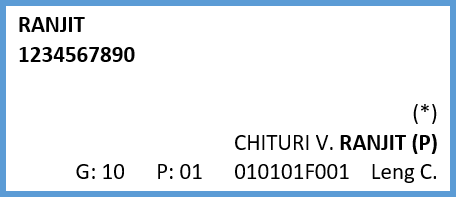 RANJIT
1234567890
(*)
CHITURI V. RANJIT (P)
G: 10 P: 01 010101F001 Leng C.